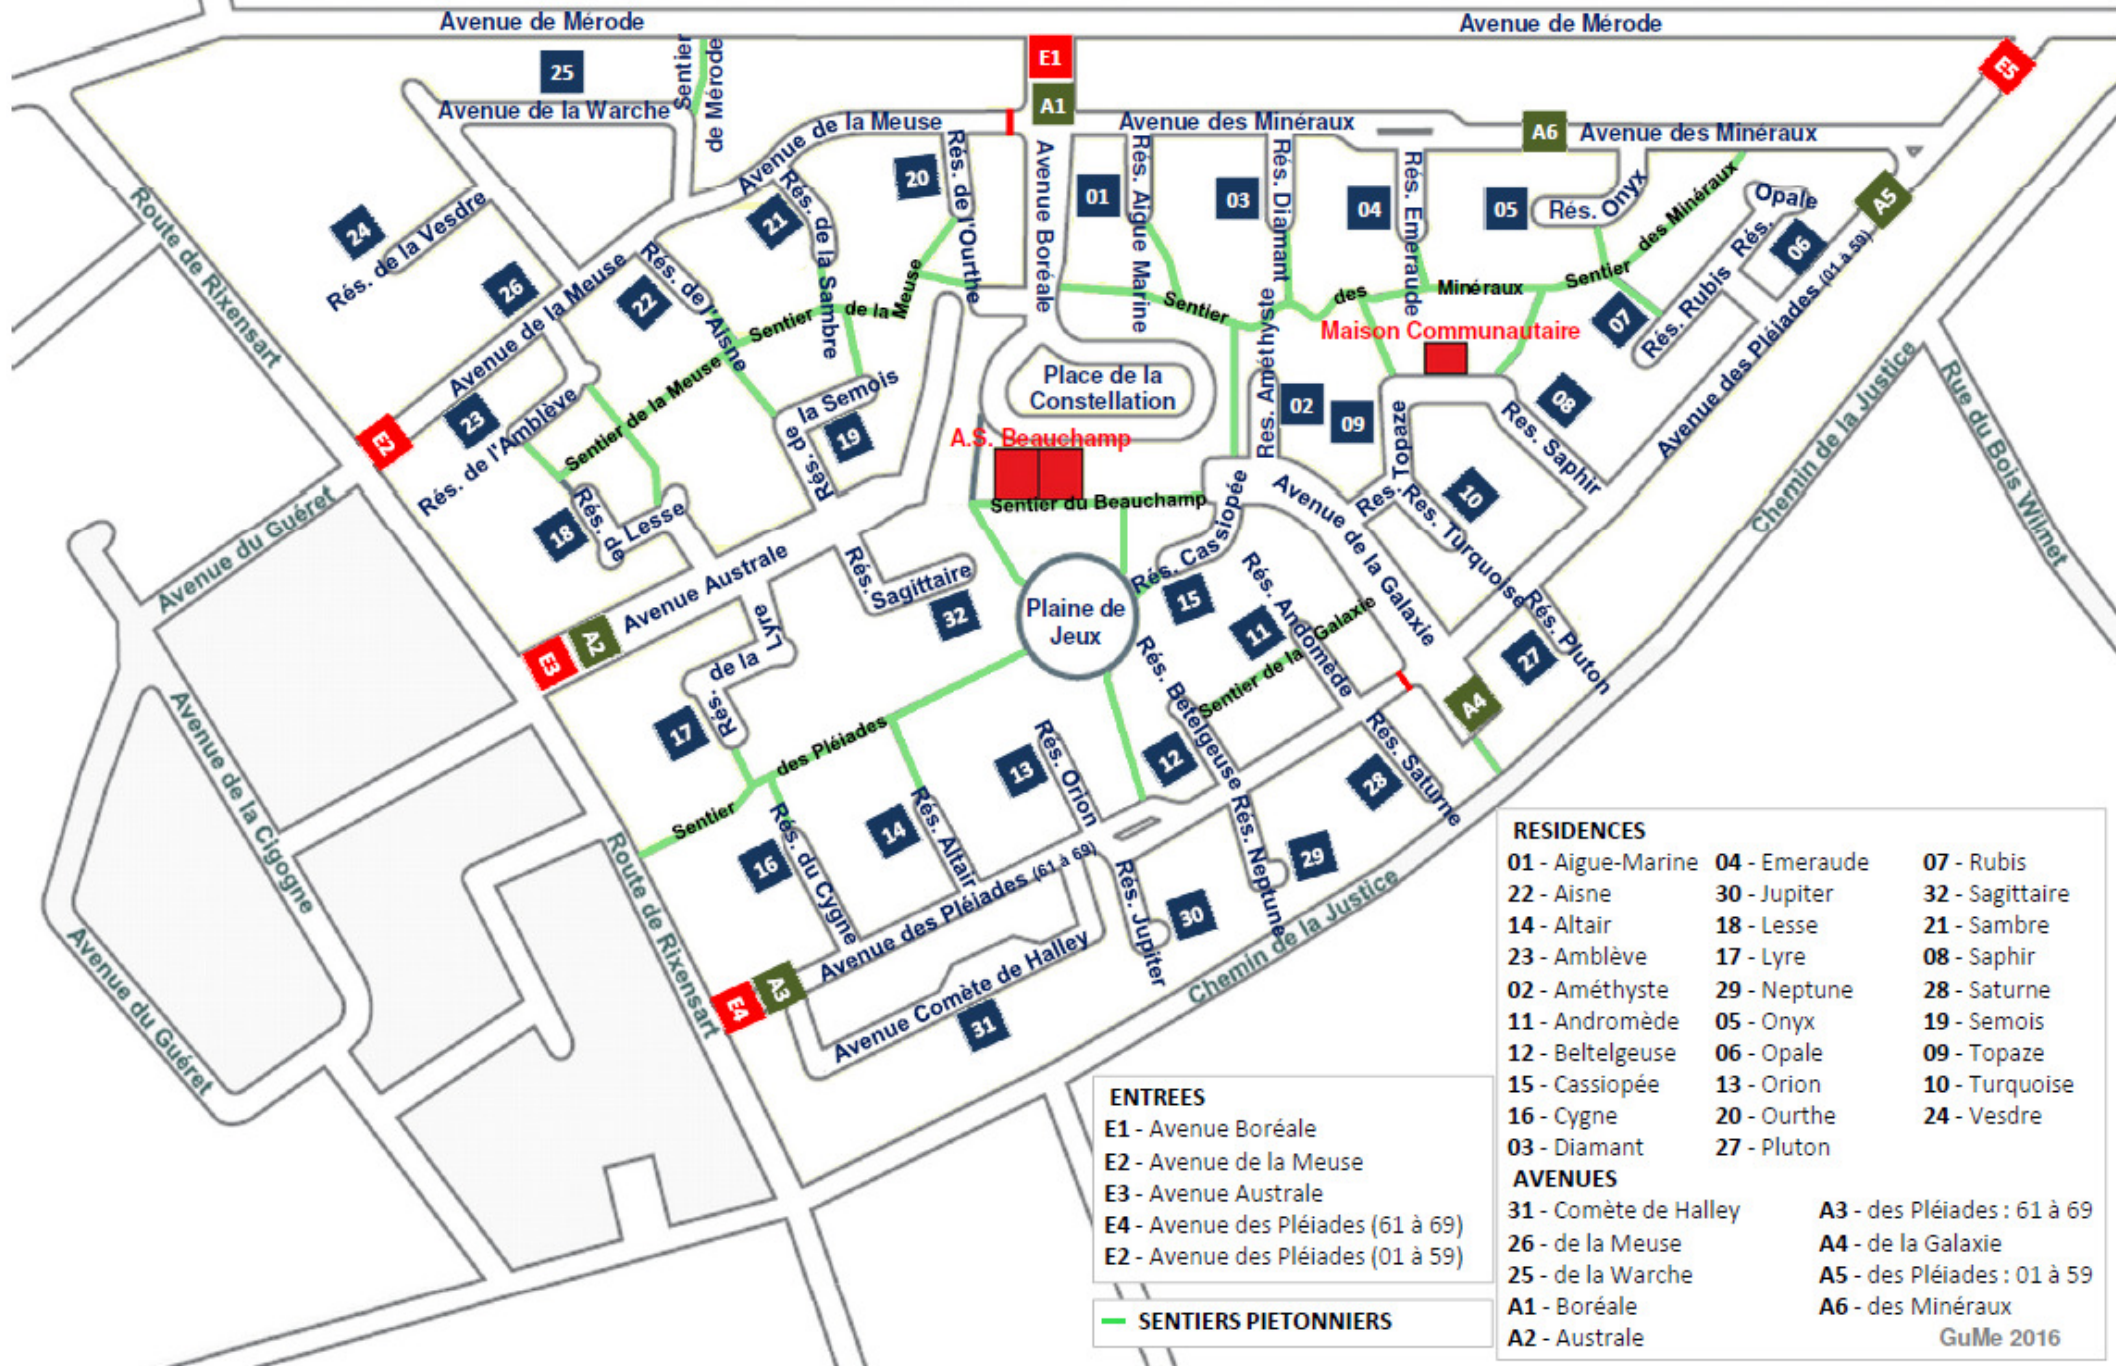 Avenue de Mérode
Avenue de Mérode
E1
E5
25
Sentier
de Mérode
Avenue de la Warche
A1
Avenue de la Meuse
Avenue des Minéraux
A6
Avenue des Minéraux
Route de Rixensart
24
Rés. de la Vesdre
26
22
Rés. de l'Aisne
21
Rés. de la Sambre
20
Rés. de l'Ourthe
Avenue Boréale
01
Rés. Aigue Marine
03
Rés. Diamant
04
Rés. Emeraude
05
Rés. Onyx
Sentier des Minéraux
Opale
Rés.
06
A5
Avenue de la Meuse
Sentier de la Meuse
Sentier des Minéraux
07
Rés. Rubis
Avenue des Pléiades (01 à 59)
Maison Communautaire
E2
23
Rés. de l'Amblève
Sentier de la Meuse
Rés. de la Semois
19
Place de la
Constellation
Res. Améthyste
02
09
Res. Topaze
08
Res. Saphir
Chemin de la Justice
Rue du Bois Wilnet
A.S. Beauchamp
Sentier du Beauchamp
10
Res. Turquoise
Avenue du Guéret
18
Rés. de Lesse
Avenue Australe
E3
A2
Rés. Sagittaire
32
Plaine de
Jeux
Rés. Cassiopée
15
Avenue de la Galaxie
11
Rés. Andomède
Sentier de la Galaxie
27
Rés. Pluton
A4
Rés. de la Lyre
17
Sentier des Pléiades
Rés. Betelgeuse
12
13
Rés. Orion
14
Rés. Altair
16
Rés. du Cygne
28
Rés. Saturne
29
Rés. Neptune
30
Rés. Jupiter
Avenue de la Cigogne
Avenue du Guéret
Route de Rixensart
Avenue des Pléiades (61 à 69)
E4
A3
Avenue Comète de Halley
31
Chemin de la Justice
ENTREES
E1 - Avenue Boréale
E2 - Avenue de la Meuse
E3 - Avenue Australe
E4 - Avenue des Pléiades (61 à 69)
E2 - Avenue des Pléiades (01 à 59)
SENTIERS PIETONNIERS
RESIDENCES
01 - Aigue-Marine 04 - Emeraude 07 - Rubis
22 - Aisne 30 - Jupiter 32 - Sagittaire
14 - Altair 18 - Lesse 21 - Sambre
23 - Amblève 17 - Lyre 08 - Saphir
02 - Améthyste 29 - Neptune 28 - Saturne
11 - Andromède 05 - Onyx 19 - Semois
12 - Beltelgeuse 06 - Opale 09 - Topaze
15 - Cassiopée 13 - Orion 10 - Turquoise
16 - Cygne 20 - Ourthe 24 - Vesdre
03 - Diamant 27 - Pluton
AVENUES
31 - Comète de Halley A3 - des Pléiades : 61 à 69
26 - de la Meuse A4 - de la Galaxie
25 - de la Warche A5 - des Pléiades : 01 à 59
A1 - Boréale A6 - des Minéraux
A2 - Australe GuMe 2016